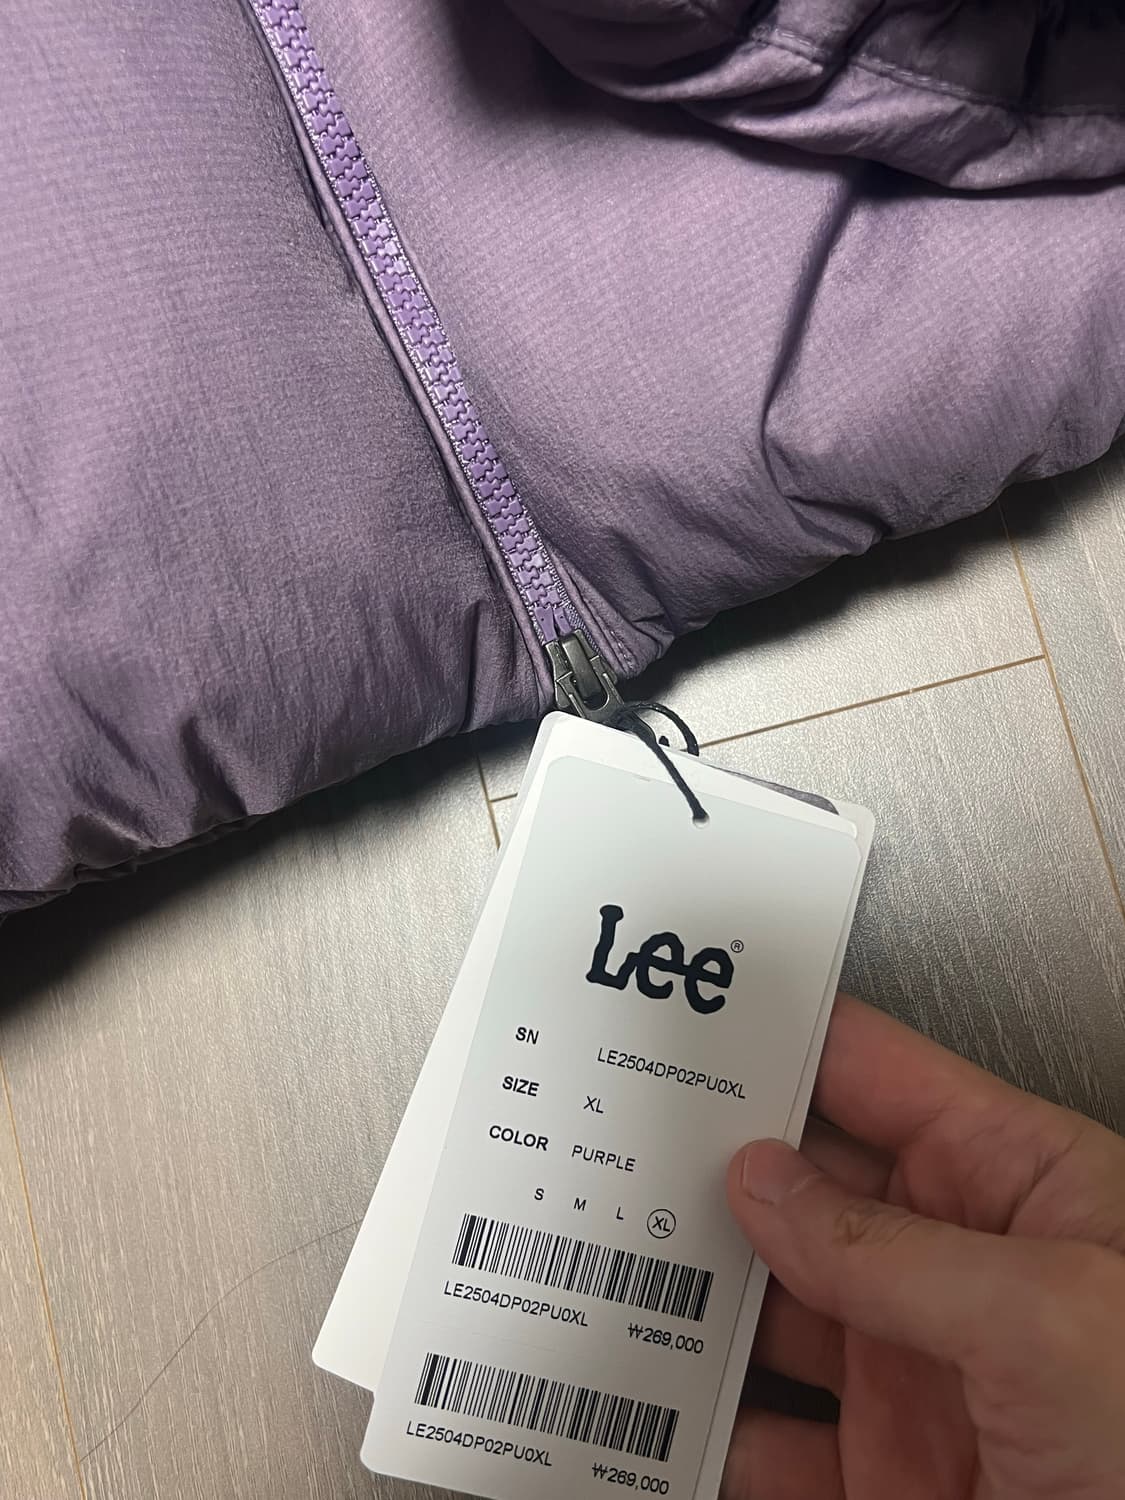 Lee®
SN LE2504DP02PU0XL
SIZE XL
COLOR PURPLE
S M L XL
LE2504DP02PU0XL ₩269,000
LE2504DP02PU0XL ₩269,000